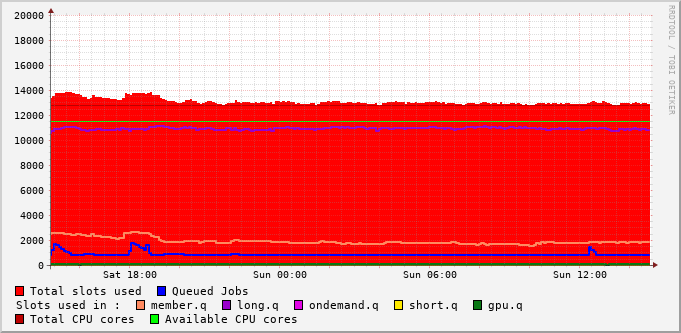 RRDTOOL / TOBI OETIKER
20000
18000
16000
14000
12000
10000
8000
6000
4000
2000
0
Sat 18:00 Sun 00:00 Sun 06:00 Sun 12:00
Total slots used Queued Jobs
Slots used in : member.q long.q ondemand.q short.q gpu.q
Total CPU cores Available CPU cores